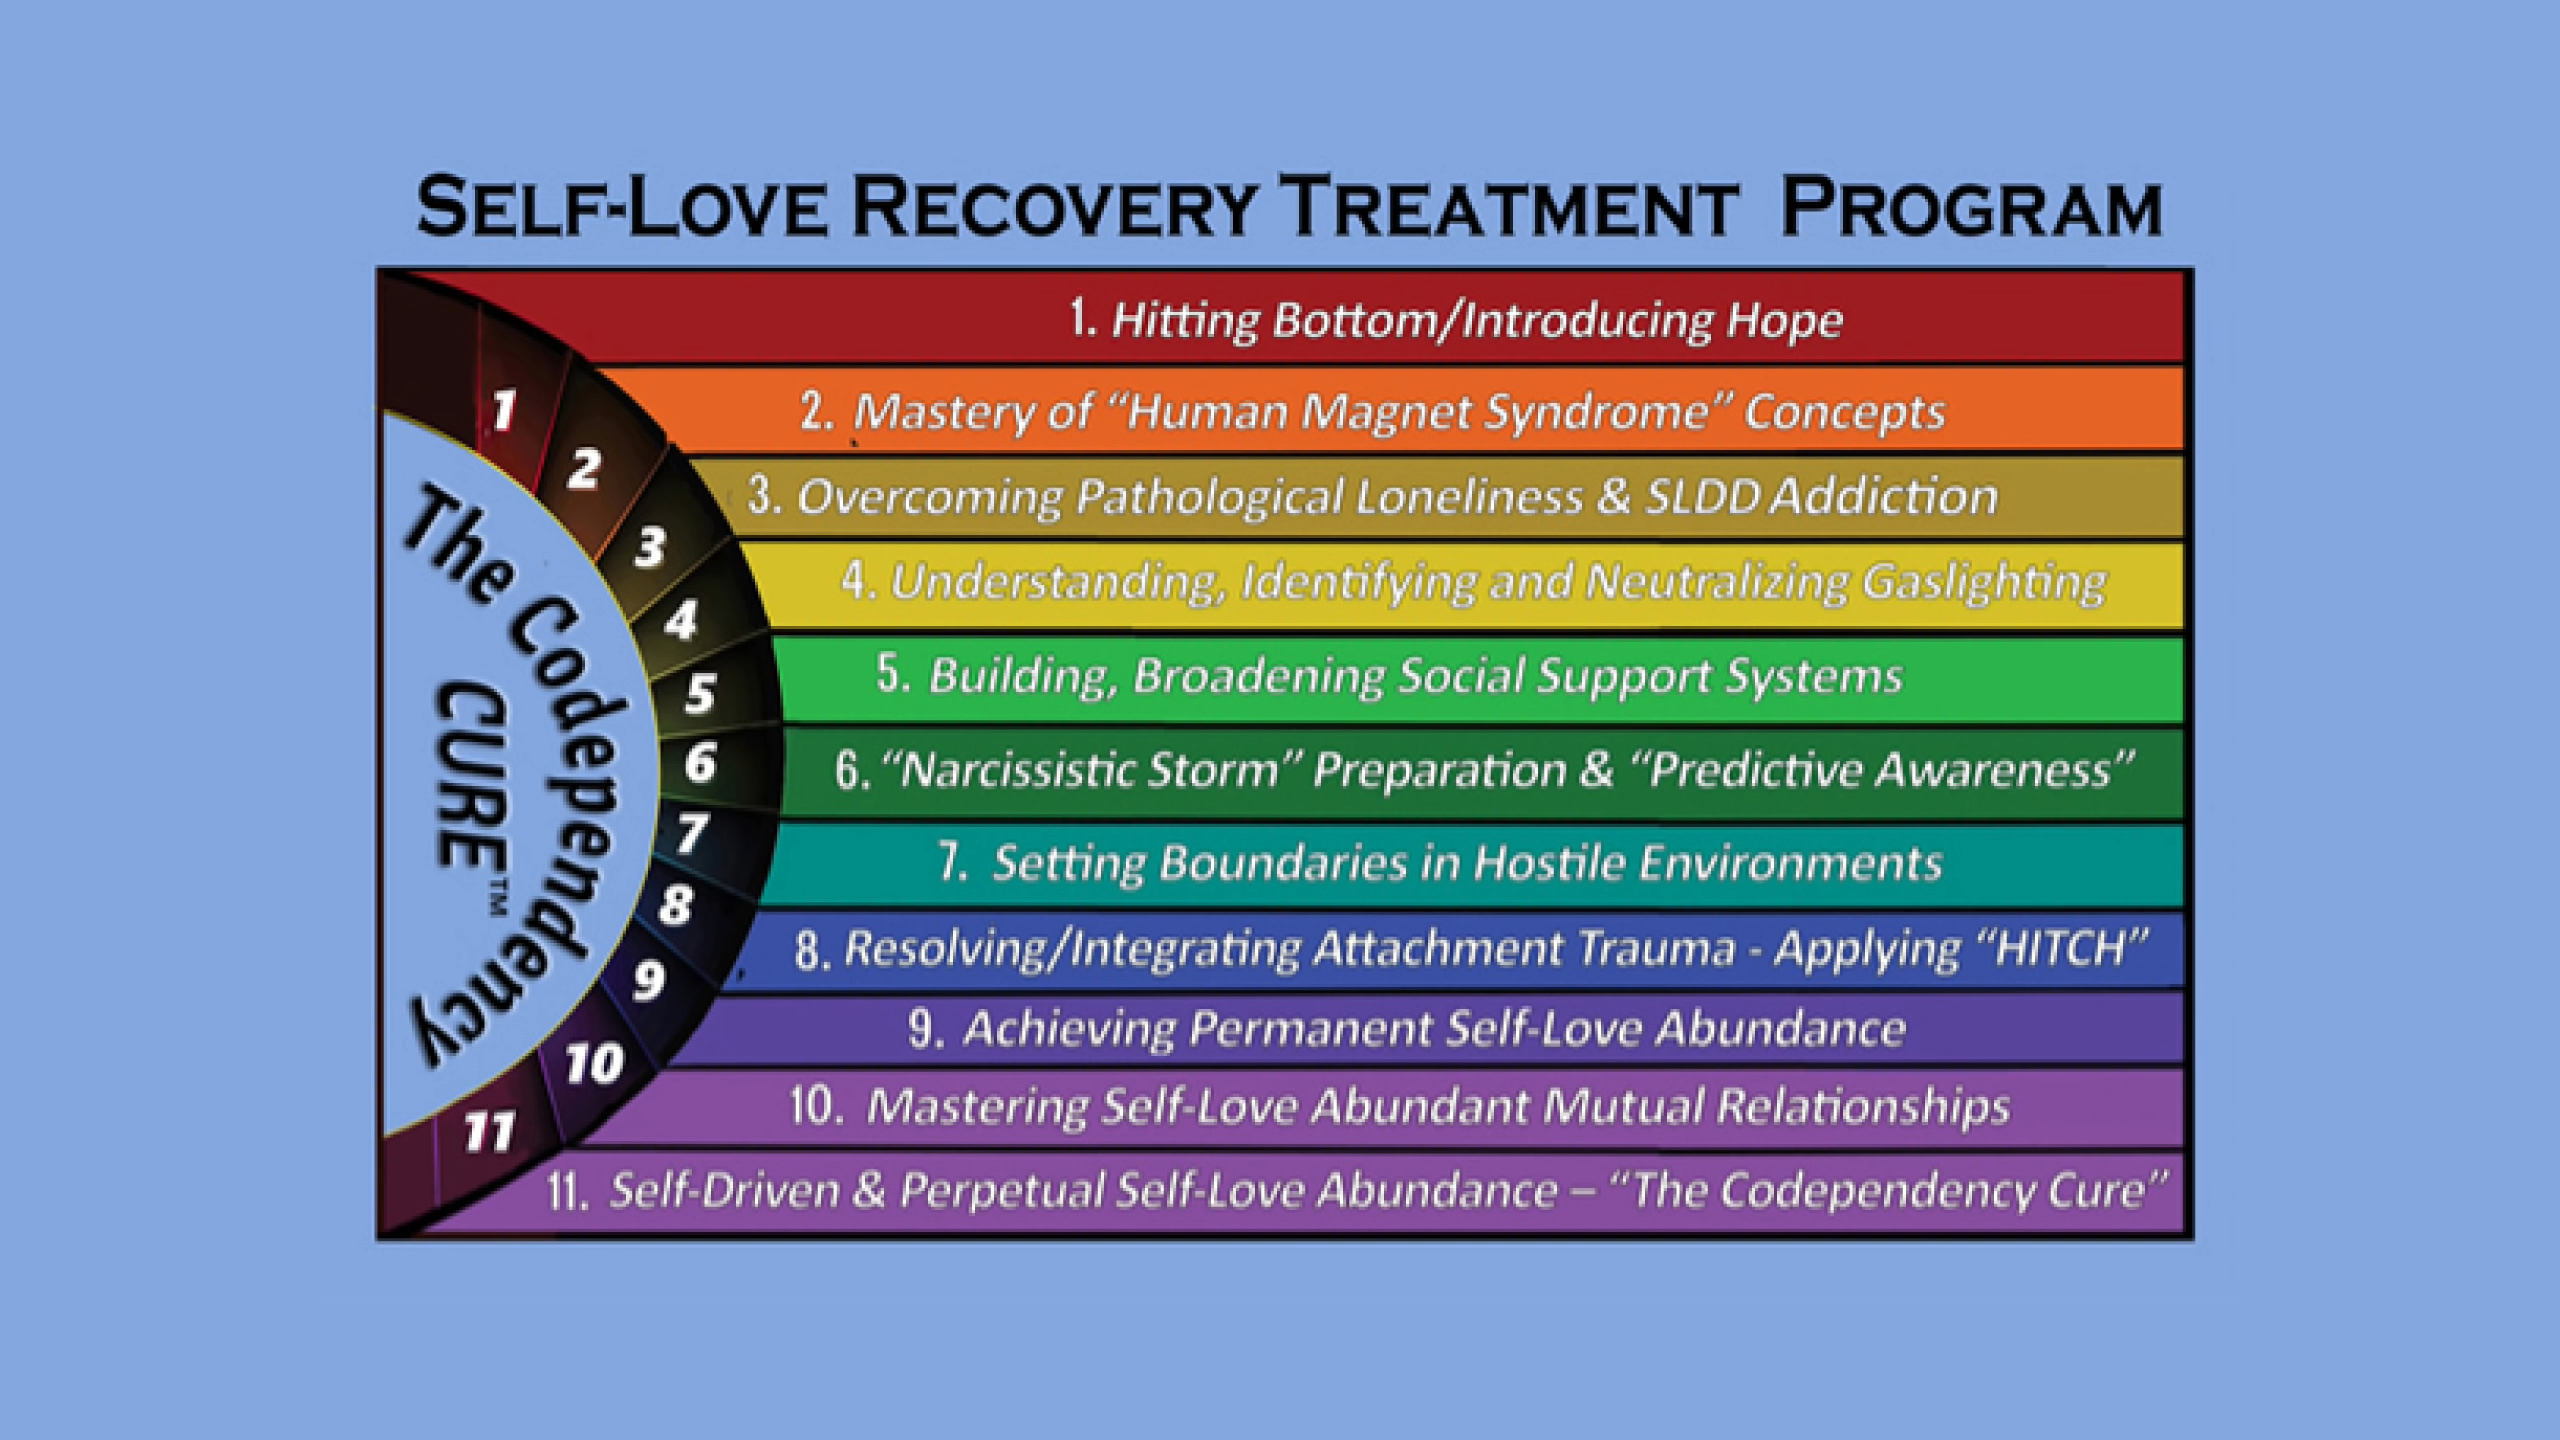 SELF-LOVE RECOVERY TREATMENT PROGRAM
The Codependency
CURE™
1
2
3
4
5
6
7
8
9
10
11
1. Hitting Bottom/Introducing Hope
2. Mastery of “Human Magnet Syndrome” Concepts
3. Overcoming Pathological Loneliness & SLDD Addiction
4. Understanding, Identifying and Neutralizing Gaslighting
5. Building, Broadening Social Support Systems
6. “Narcissistic Storm” Preparation & “Predictive Awareness”
7. Setting Boundaries in Hostile Environments
8. Resolving/Integrating Attachment Trauma - Applying “HITCH”
9. Achieving Permanent Self-Love Abundance
10. Mastering Self-Love Abundant Mutual Relationships
11. Self-Driven & Perpetual Self-Love Abundance – “The Codependency Cure”